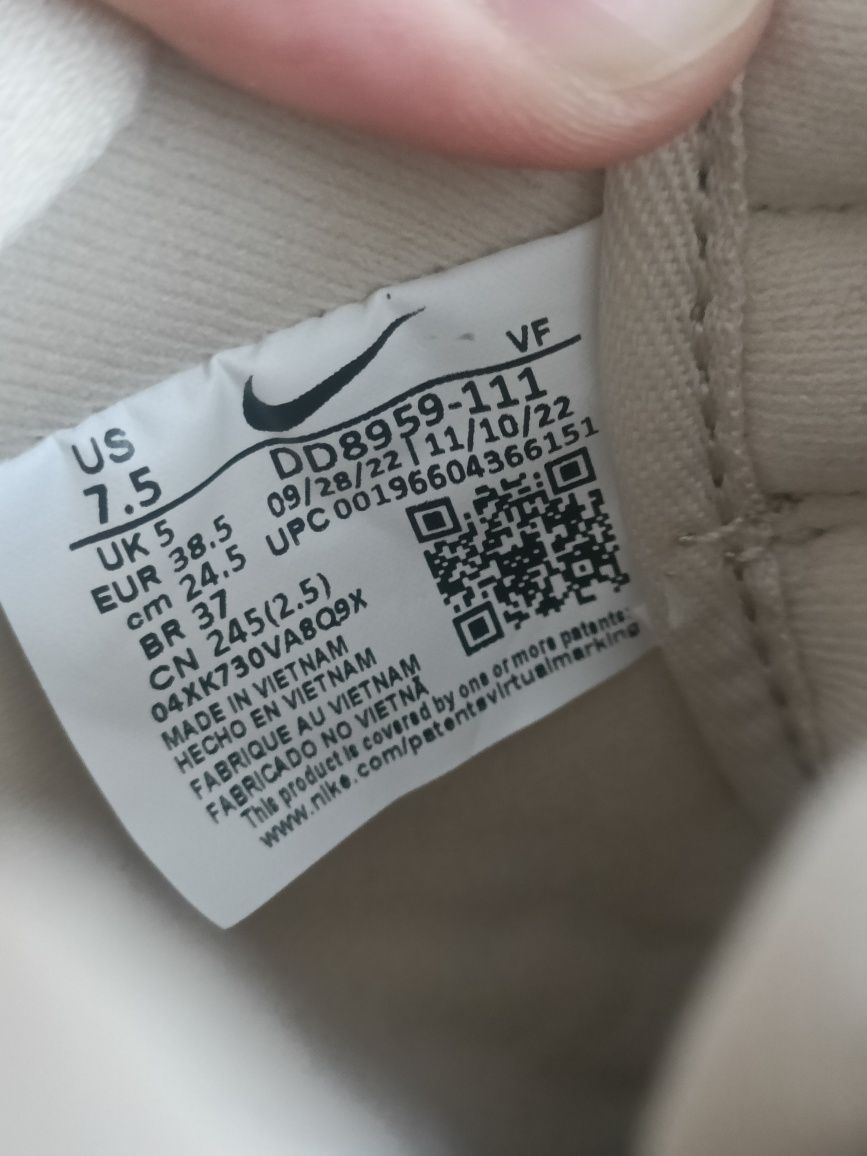 VF
US
7.5
DD8959-111
09/28/22 | 11/10/22
UPC 00196604366151
UK 5
EUR 38.5
cm 24.5
BR 37
CN 245(2.5)
04XK730VA8Q9X
MADE IN VIETNAM
HECHO EN VIETNAM
FABRIQUE AU VIETNAM
FABRICADO NO VIETNÃ
This product is covered by one or more patents:
www.nike.com/patentsvirtualmarking